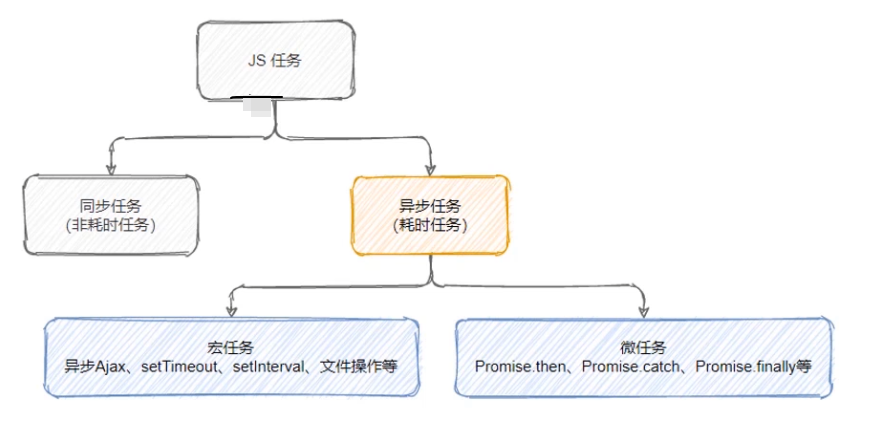 JS 任务
同步任务
(非耗时任务)
异步任务
(耗时任务)
宏任务
异步Ajax、setTimeout、setInterval、文件操作等
微任务
Promise.then、Promise.catch、Promise.finally等